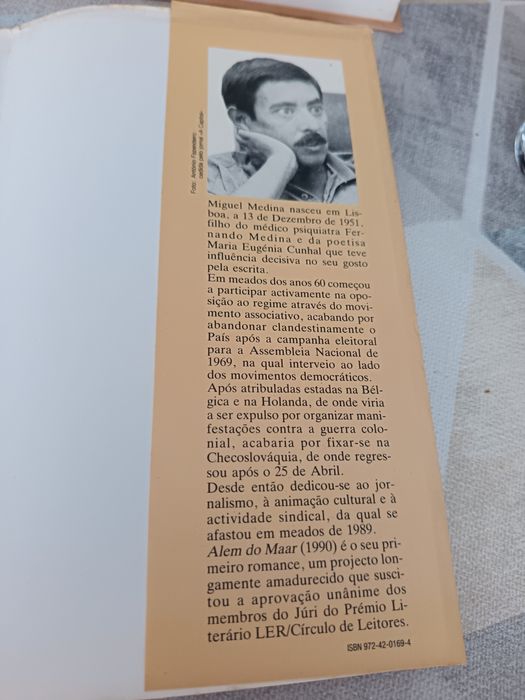 Foto: António Fazendeiro
cedida pelo jornal «A Capital»
Miguel Medina nasceu em Lis-
boa, a 13 de Dezembro de 1951,
filho do médico psiquiatra Fer-
nando Medina e da poetisa
Maria Eugénia Cunhal que teve
influência decisiva no seu gosto
pela escrita.
Em meados dos anos 60 começou
a participar activamente na opo-
sição ao regime através do movi-
mento associativo, acabando por
abandonar clandestinamente o
País após a campanha eleitoral
para a Assembleia Nacional de
1969, na qual interveio ao lado
dos movimentos democráticos.
Após atribuladas estadas na Bél-
gica e na Holanda, de onde viria
a ser expulso por organizar mani-
festações contra a guerra colo-
nial, acabaria por fixar-se na
Checoslováquia, de onde regres-
sou após o 25 de Abril.
Desde então dedicou-se ao jor-
nalismo, à animação cultural e à
actividade sindical, da qual se
afastou em meados de 1989.
Alem do Maar (1990) é o seu pri-
meiro romance, um projecto lon-
gamente amadurecido que susci-
tou a aprovação unânime dos
membros do Júri do Prémio Li-
terário LER/Círculo de Leitores.
ISBN 972-42-0169-4